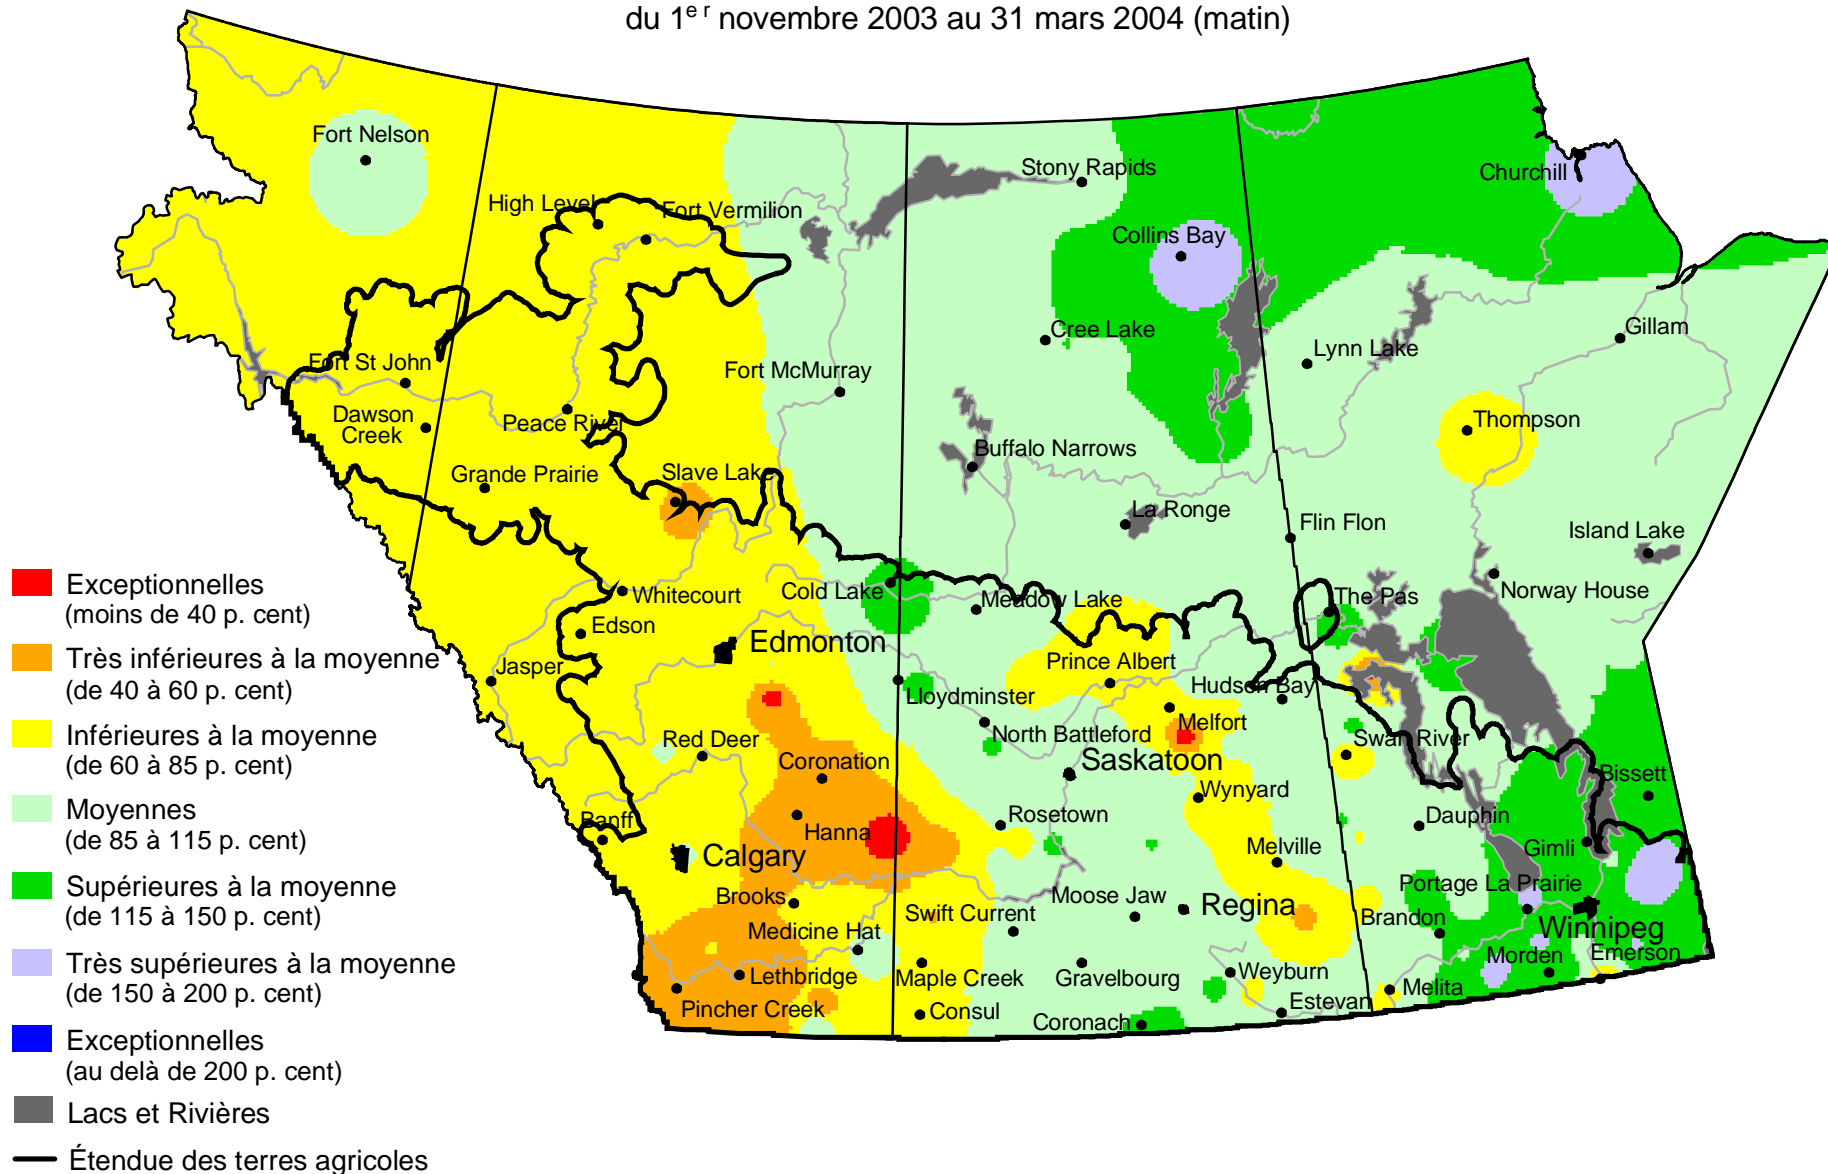 du 1er novembre 2003 au 31 mars 2004 (matin)
Fort Nelson
Stony Rapids
Churchill
High Level
Fort Vermilion
Collins Bay
Cree Lake
Gillam
Lynn Lake
Fort St John
Fort McMurray
Dawson
Creek
Peace River
Thompson
Buffalo Narrows
Grande Prairie
Slave Lake
La Ronge
Flin Flon
Island Lake
Exceptionnelles
(moins de 40 p. cent)
Whitecourt
Cold Lake
Meadow Lake
The Pas
Norway House
Edson
Edmonton
Très inférieures à la moyenne
(de 40 à 60 p. cent)
Jasper
Prince Albert
Lloydminster
Hudson Bay
Inférieures à la moyenne
(de 60 à 85 p. cent)
Red Deer
North Battleford
Melfort
Swan River
Coronation
Saskatoon
Bissett
Wynyard
Moyennes
(de 85 à 115 p. cent)
Banff
Hanna
Rosetown
Dauphin
Calgary
Melville
Gimli
Supérieures à la moyenne
(de 115 à 150 p. cent)
Brooks
Swift Current
Moose Jaw
Regina
Portage La Prairie
Brandon
Winnipeg
Medicine Hat
Morden
Emerson
Très supérieures à la moyenne
(de 150 à 200 p. cent)
Lethbridge
Maple Creek
Gravelbourg
Weyburn
Melita
Pincher Creek
Consul
Coronach
Estevan
Exceptionnelles
(au delà de 200 p. cent)
Lacs et Rivières
Étendue des terres agricoles